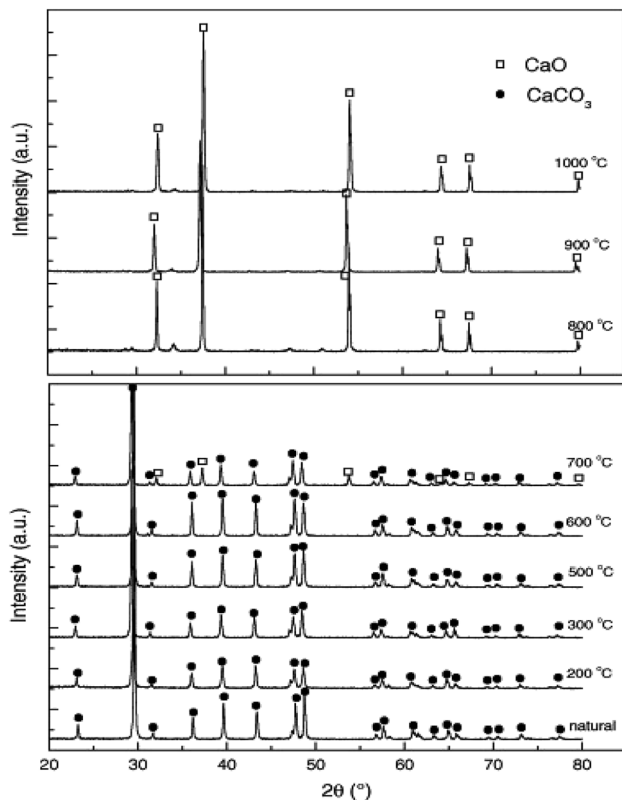 CaO
CaCO₃
Intensity (a.u.)
1000 °C
900 °C
800 °C
Intensity (a.u.)
700 °C
600 °C
500 °C
300 °C
200 °C
natural
20 30 40 50 60 70 80
2θ (°)